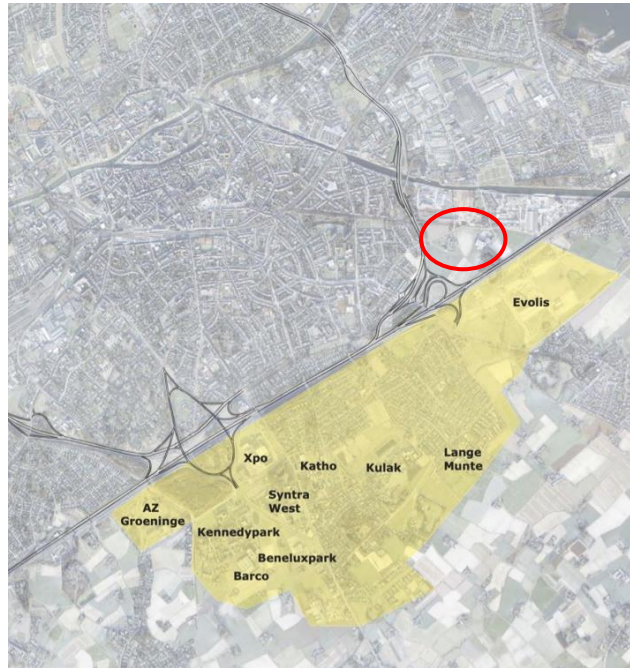 Evolis
Xpo
Katho
Kulak
Lange
Munte
Syntra
West
AZ
Groeninge
Kennedypark
Beneluxpark
Barco